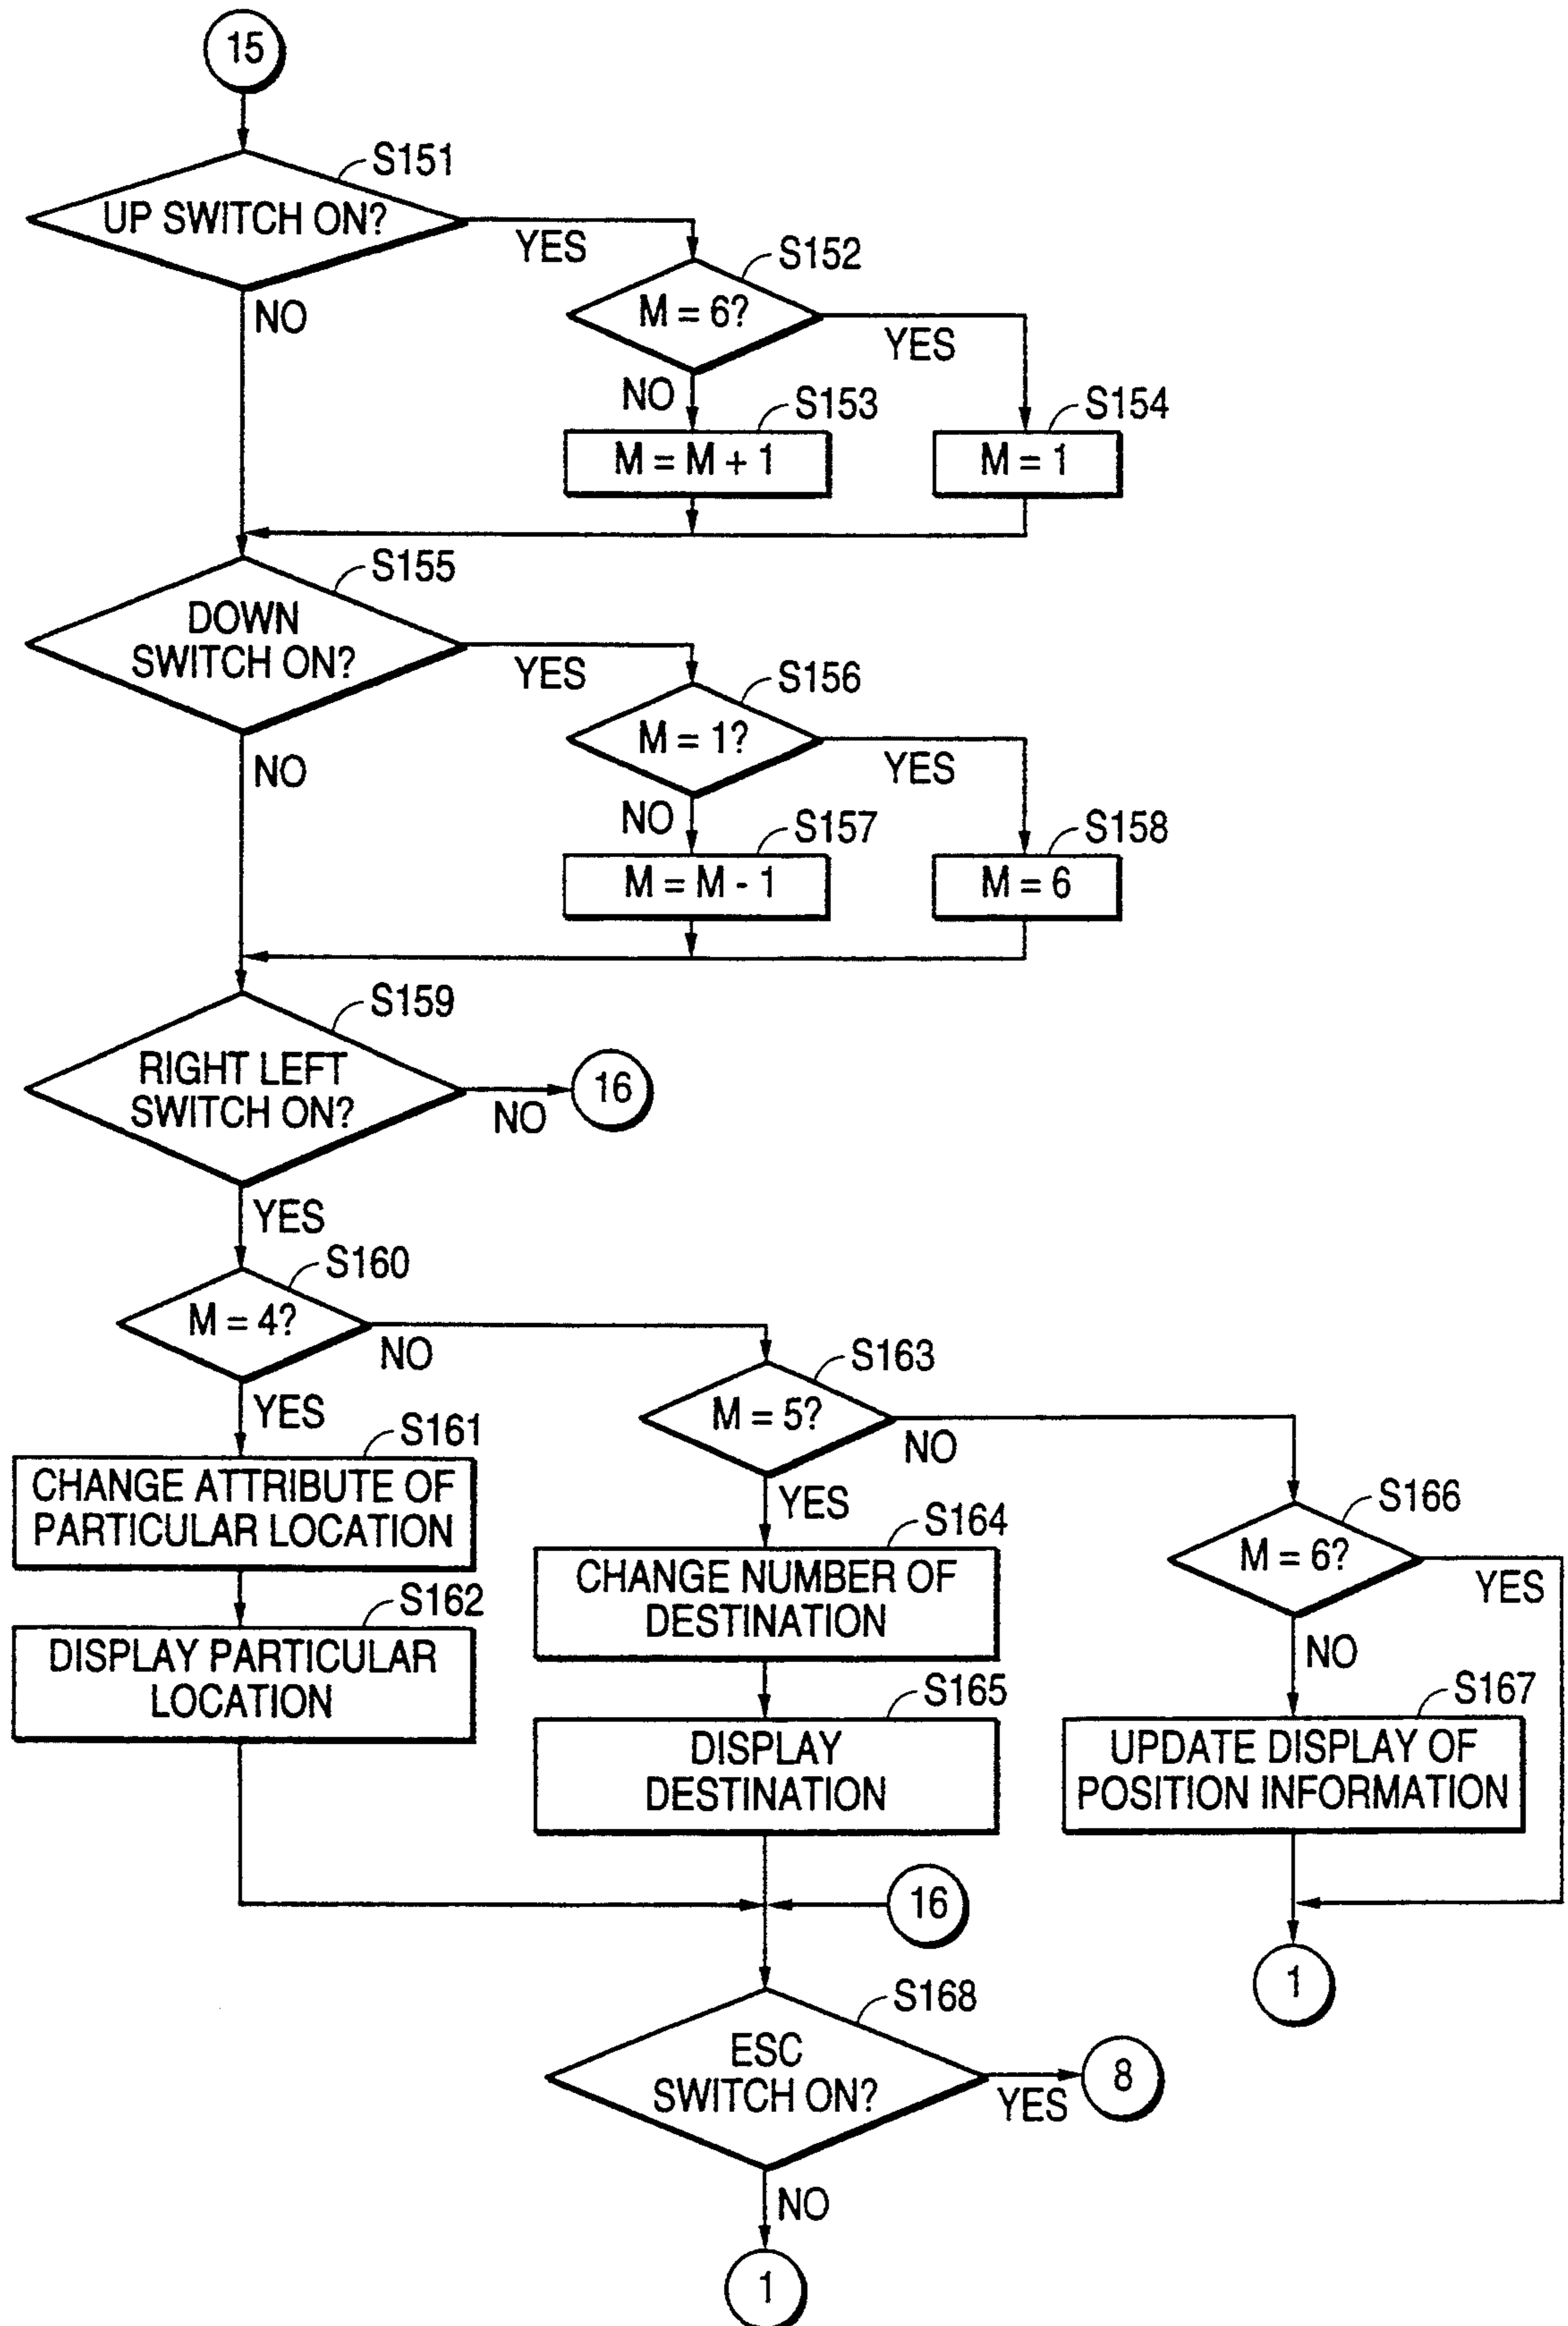 15
S151
UP SWITCH ON?
YES
NO
S152
M = 6?
YES
NO
S153
M = M + 1
S154
M = 1
S155
DOWN
SWITCH ON?
YES
NO
S156
M = 1?
YES
NO
S157
M = M - 1
S158
M = 6
S159
RIGHT LEFT
SWITCH ON?
NO
16
YES
S160
M = 4?
NO
YES
S161
CHANGE ATTRIBUTE OF
PARTICULAR LOCATION
S162
DISPLAY PARTICULAR
LOCATION
S163
M = 5?
NO
YES
S164
CHANGE NUMBER OF
DESTINATION
S165
DISPLAY
DESTINATION
S166
M = 6?
YES
NO
S167
UPDATE DISPLAY OF
POSITION INFORMATION
16
1
S168
ESC
SWITCH ON?
YES
8
NO
1